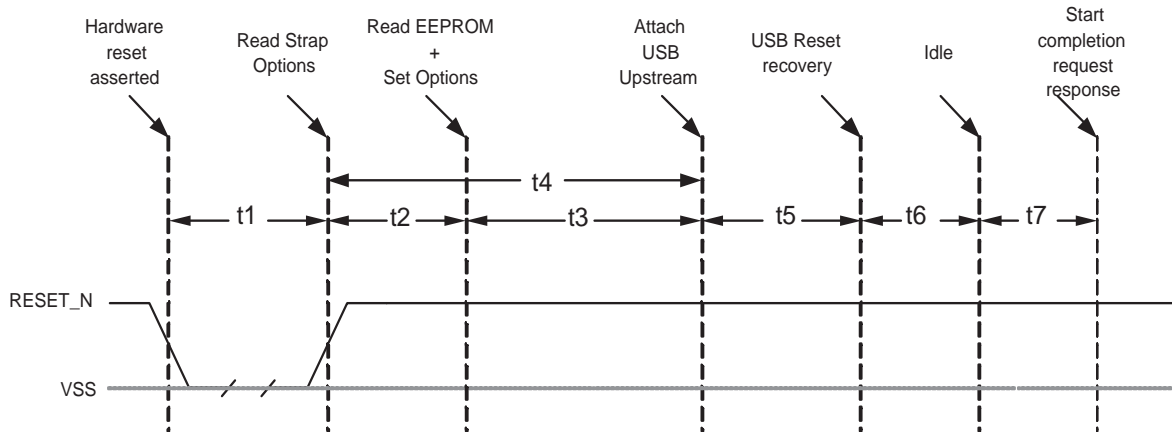 Hardware
reset
asserted
Read Strap
Options
Read EEPROM
+
Set Options
Attach
USB
Upstream
USB Reset
recovery
Idle
Start
completion
request
response
t4
t1
t2
t3
t5
t6
t7
RESET_N
VSS